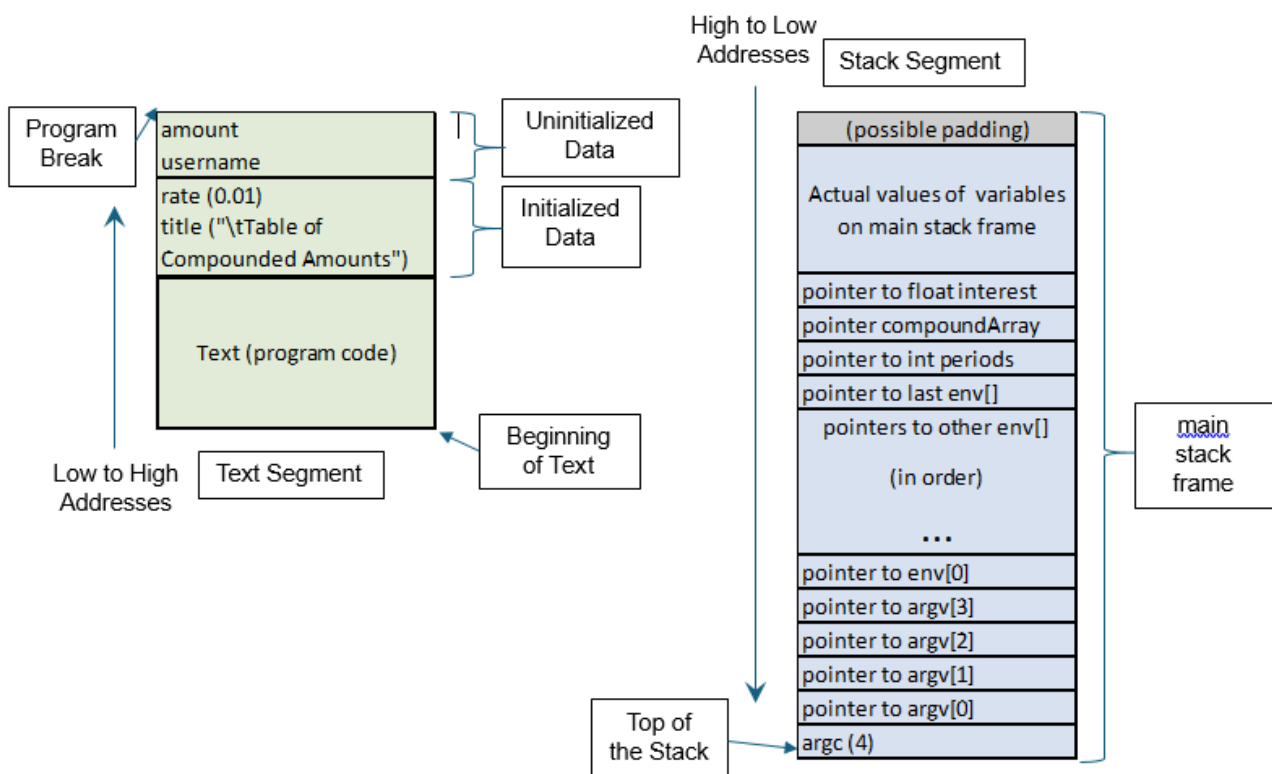 High to Low
Addresses
Stack Segment
Program
Break
amount
username
Uninitialized
Data
rate (0.01)
title ("\tTable of
Compounded Amounts")
Initialized
Data
Text (program code)
Beginning
of Text
Low to High
Addresses
Text Segment
(possible padding)
Actual values of variables
on main stack frame
pointer to float interest
pointer compoundArray
pointer to int periods
pointer to last env[]
pointers to other env[]
(in order)
...
pointer to env[0]
pointer to argv[3]
pointer to argv[2]
pointer to argv[1]
pointer to argv[0]
argc (4)
main
stack
frame
Top of
the Stack